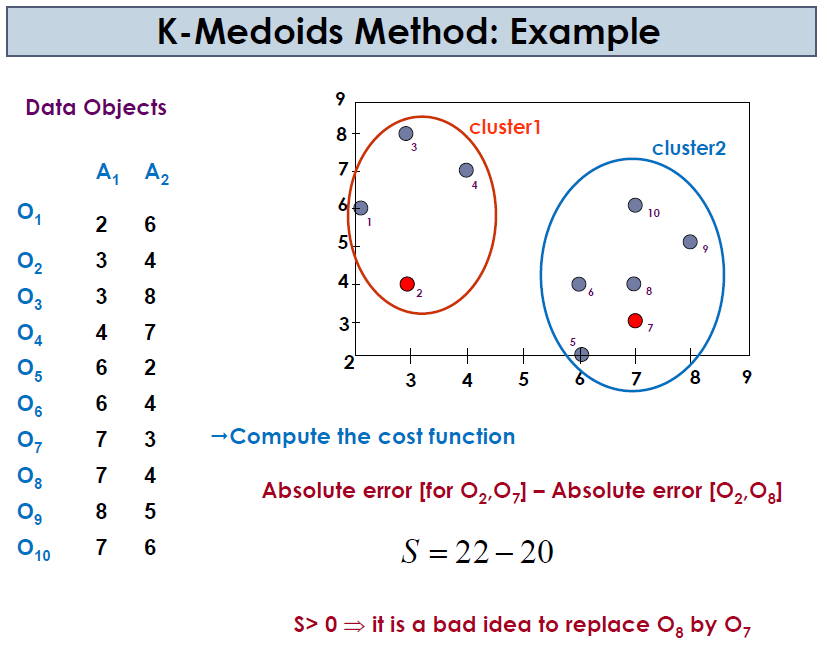 K-Medoids Method: Example
Data Objects
A₁ A₂
O₁ 2 6
O₂ 3 4
O₃ 3 8
O₄ 4 7
O₅ 6 2
O₆ 6 4
O₇ 7 3
O₈ 7 4
O₉ 8 5
O₁₀ 7 6
9
8
7
6
5
4
3
2
3 4 5 6 7 8 9
cluster1
cluster2
3
4
1
2
10
9
6
8
7
5
→Compute the cost function
Absolute error [for O₂,O₇] – Absolute error [O₂,O₈]
S = 22 − 20
S> 0 ⇒ it is a bad idea to replace O₈ by O₇